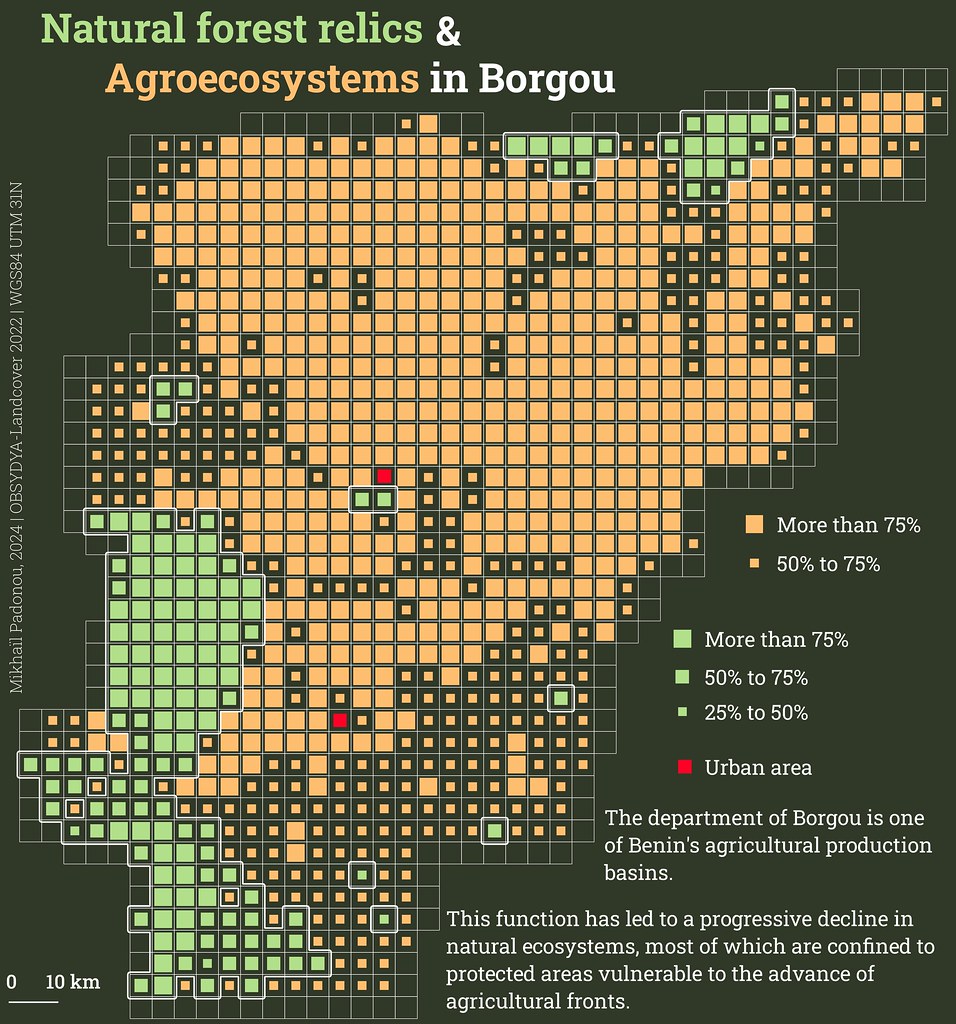 Natural forest relics &
Agroecosystems in Borgou
Mikhaïl Padonou, 2024 | OBSYDYA-Landcover 2022 | WGS84 UTM 31N
More than 75%
50% to 75%
More than 75%
50% to 75%
25% to 50%
Urban area
The department of Borgou is one
of Benin's agricultural production
basins.
This function has led to a progressive decline in
natural ecosystems, most of which are confined to
protected areas vulnerable to the advance of
agricultural fronts.
0 10 km